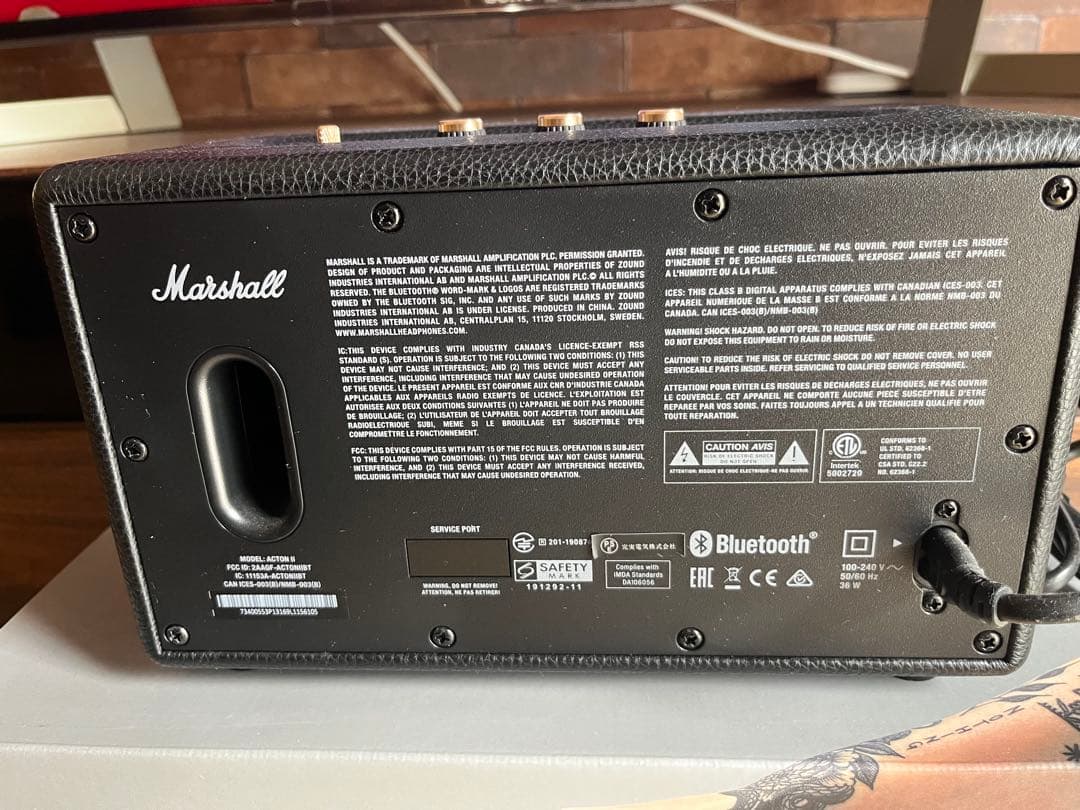 Marshall
MARSHALL IS A TRADEMARK OF MARSHALL AMPLIFICATION PLC. PERMISSION GRANTED.
DESIGN OF PRODUCT AND PACKAGING ARE INTELLECTUAL PROPERTIES OF ZOUND
INDUSTRIES INTERNATIONAL AB AND MARSHALL AMPLIFICATION PLC.© ALL RIGHTS
RESERVED. THE BLUETOOTH® WORD-MARK & LOGOS ARE REGISTERED TRADEMARKS
OWNED BY THE BLUETOOTH SIG, INC. AND ANY USE OF SUCH MARKS BY ZOUND
INDUSTRIES INTERNATIONAL AB IS UNDER LICENSE. PRODUCED IN CHINA. ZOUND
INDUSTRIES INTERNATIONAL AB, CENTRALPLAN 15, 11120 STOCKHOLM, SWEDEN.
WWW.MARSHALLHEADPHONES.COM.
IC:THIS DEVICE COMPLIES WITH INDUSTRY CANADA'S LICENCE-EXEMPT RSS
STANDARD (S). OPERATION IS SUBJECT TO THE FOLLOWING TWO CONDITIONS: (1) THIS
DEVICE MAY NOT CAUSE INTERFERENCE; AND (2) THIS DEVICE MUST ACCEPT ANY
INTERFERENCE, INCLUDING INTERFERENCE THAT MAY CAUSE UNDESIRED OPERATION
OF THE DEVICE. LE PRESENT APPAREIL EST CONFORME AUX CNR D'INDUSTRIE CANADA
APPLICABLES AUX APPAREILS RADIO EXEMPTS DE LICENCE. L'EXPLOITATION EST
AUTORISEE AUX DEUX CONDITIONS SUIVANTES (1) L'APPAREIL NE DOIT PAS PRODUIRE
DE BROUILLAGE; (2) L'UTILISATEUR DE L'APPAREIL DOIT ACCEPTER TOUT BROUILLAGE
RADIOELECTRIQUE SUBI, MEME SI LE BROUILLAGE EST SUSCEPTIBLE D'EN
COMPROMETTRE LE FONCTIONNEMENT.
FCC: THIS DEVICE COMPLIES WITH PART 15 OF THE FCC RULES. OPERATION IS SUBJECT
TO THE FOLLOWING TWO CONDITIONS: (1) THIS DEVICE MAY NOT CAUSE HARMFUL
INTERFERENCE, AND (2) THIS DEVICE MUST ACCEPT ANY INTERFERENCE RECEIVED,
INCLUDING INTERFERENCE THAT MAY CAUSE UNDESIRED OPERATION.
AVIS! RISQUE DE CHOC ELECTRIQUE. NE PAS OUVRIR. POUR EVITER LES RISQUES
D'INCENDIE ET DE DECHARGES ELECTRIQUES, N'EXPOSEZ JAMAIS CET APPAREIL
A L'HUMIDITE OU A LA PLUIE.
ICES: THIS CLASS B DIGITAL APPARATUS COMPLIES WITH CANADIAN ICES-003. CET
APPAREIL NUMERIQUE DE LA MASSE B EST CONFORME A LA NORME NMB-003 DU
CANADA. CAN ICES-003(B)/NMB-003(B)
WARNING! SHOCK HAZARD. DO NOT OPEN. TO REDUCE RISK OF FIRE OR ELECTRIC SHOCK
DO NOT EXPOSE THIS EQUIPMENT TO RAIN OR MOISTURE.
CAUTION! TO REDUCE THE RISK OF ELECTRIC SHOCK DO NOT REMOVE COVER. NO USER
SERVICEABLE PARTS INSIDE. REFER SERVICING TO QUALIFIED SERVICE PERSONNEL
ATTENTION! POUR EVITER LES RISQUES DE DECHARGES ELECTRIQUES, NE PAS OUVRIR
LE COUVERCLE. CET APPAREIL NE COMPORTE AUCUNE PIECE SUSCEPTIBLE D'ETRE
REPAREE PAR VOS SOINS. FAITES TOUJOURS APPEL A UN TECHNICIEN QUALIFIE POUR
TOUTE REPARATION.
CAUTION AVIS
RISK OF ELECTRIC SHOCK
DO NOT OPEN
ATTENTION: RISQUE DE CHOC ELECTRIQUE-NE PAS OUVRIR
ETL
C US
Intertek
5002720
CONFORMS TO
UL STD. 62368-1
CERTIFIED TO
CSA STD. C22.2
NO. 62368-1
MODEL: ACTON II
FCC ID: 2AAGF-ACTONIIBT
IC: 11153A-ACTONIIBT
CAN ICES-003(B)/NMB-003(B)
73400553P13169L1156105
SERVICE PORT
WARNING. DO NOT REMOVE!
ATTENTION, NE PAS RETIRER!
R 201-19087
SAFETY
MARK
191292-11
PS
E
Complies with
IMDA Standards
DA106056
Bluetooth®
EAC
CE
100-240 V~
50/60 Hz
36 W
NOTHING